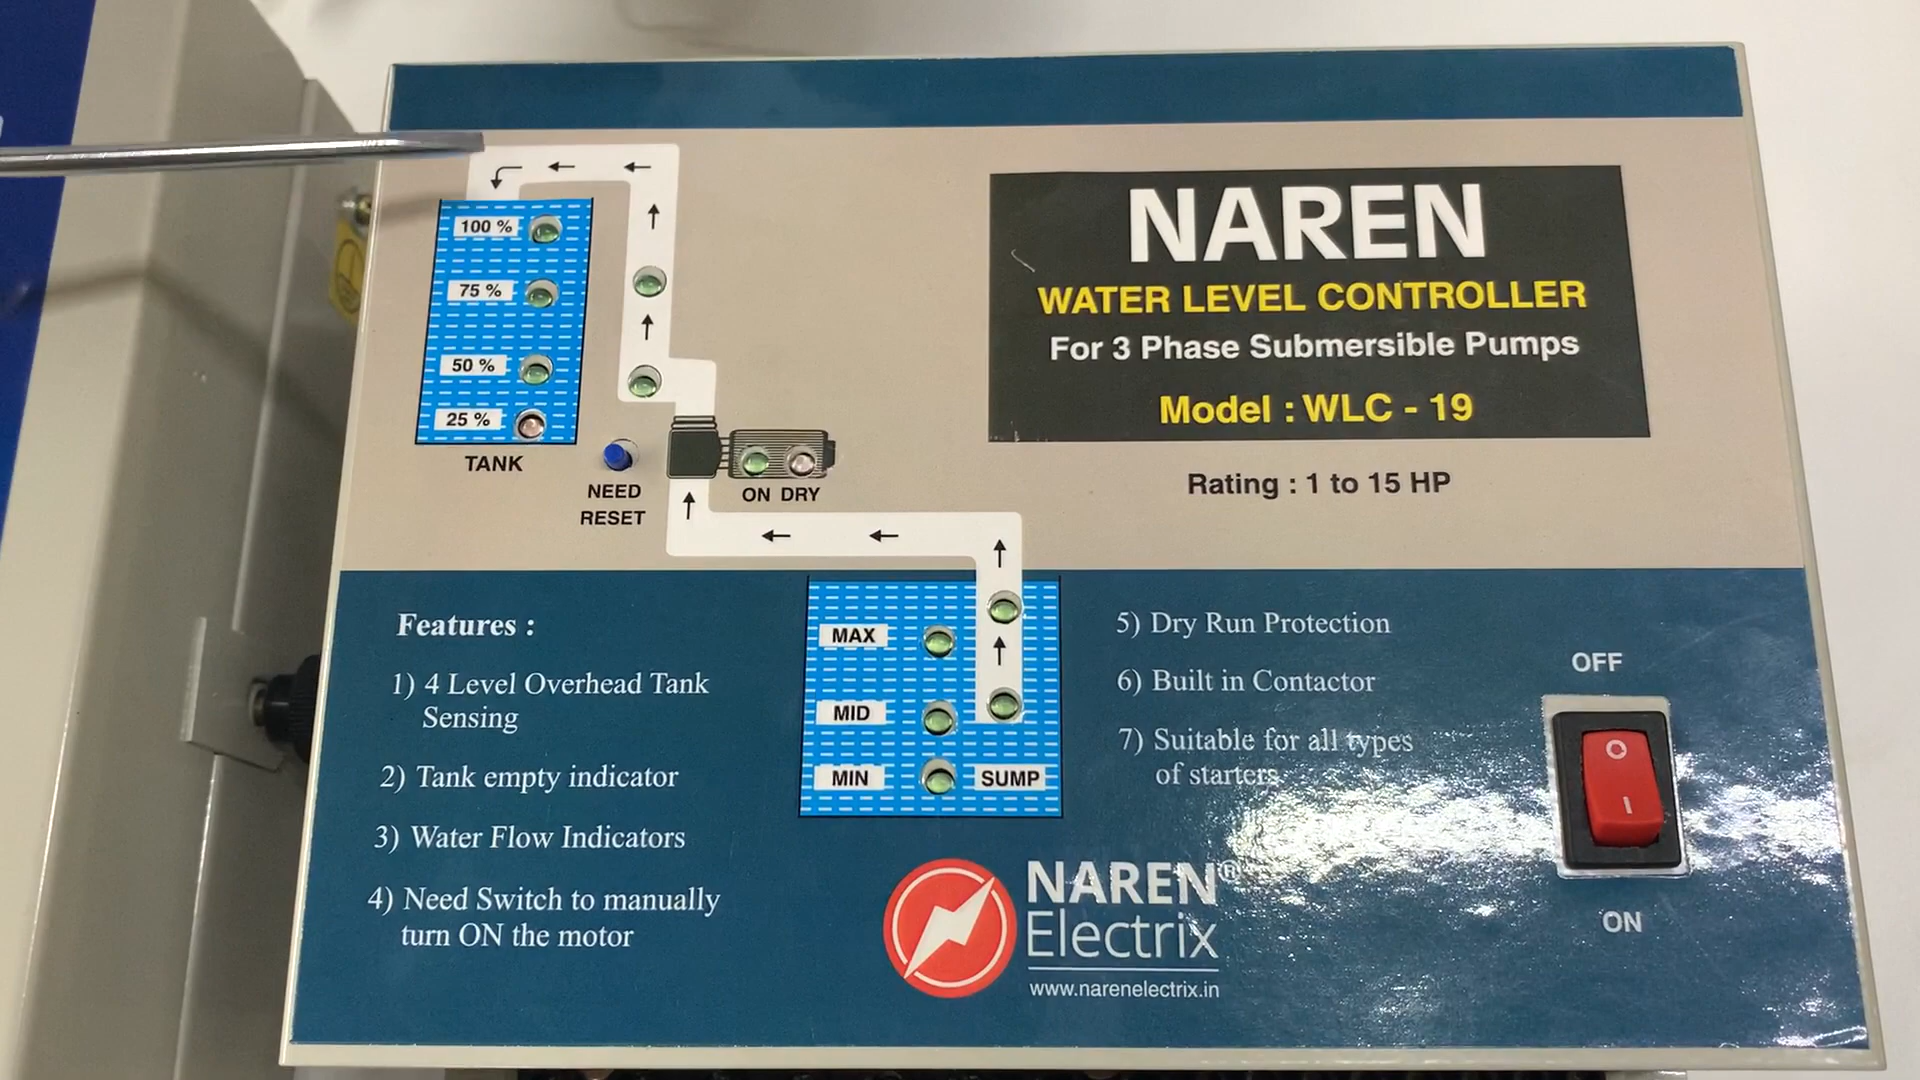 NAREN
WATER LEVEL CONTROLLER
For 3 Phase Submersible Pumps
Model : WLC - 19
Rating : 1 to 15 HP
100 %
75 %
50 %
25 %
TANK
NEED
RESET
ON DRY
Features :
1) 4 Level Overhead Tank
Sensing
2) Tank empty indicator
3) Water Flow Indicators
4) Need Switch to manually
turn ON the motor
MAX
MID
MIN
SUMP
5) Dry Run Protection
6) Built in Contactor
7) Suitable for all types
of starters
OFF
O
I
ON
NAREN®
Electrix
www.narenelectrix.in